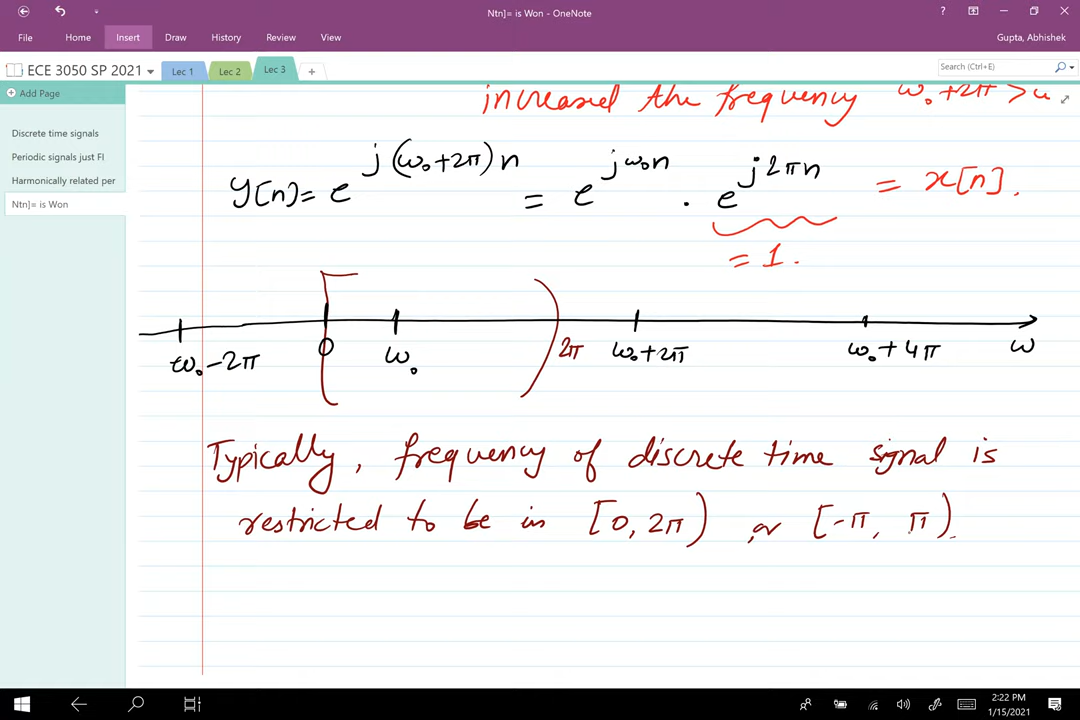 Ntn]= is Won - OneNote
File Home Insert Draw History Review View
Gupta, Abhishek
ECE 3050 SP 2021
Lec 1 Lec 2 Lec 3 +
Search (Ctrl+E)
Add Page
Discrete time signals
Periodic signals just FI
Harmonically related per
Ntn]= is Won
increased the frequency ω₀+2π >
y[n] = e^{j(ω₀+2π)n} = e^{jω₀n} · e^{j2πn} = x[n].
= 1.
ω₀-2π 0 ω₀ 2π ω₀+2π ω₀+4π ω
Typically, frequency of discrete time signal is
restricted to be in [0, 2π) or [-π, π).
2:22 PM
1/15/2021